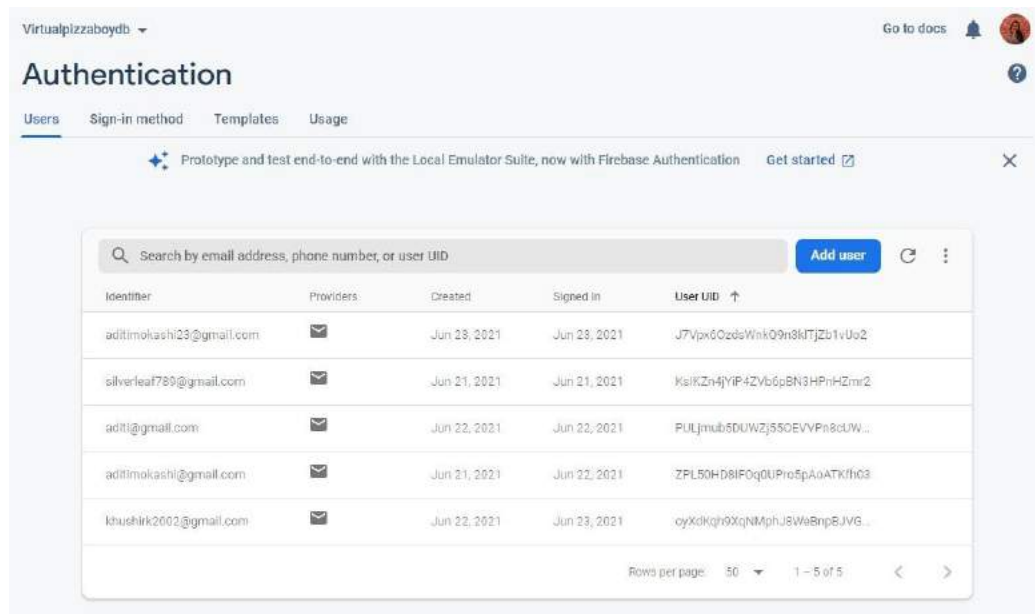 Virtualpizzaboydb
Go to docs
Authentication
Users Sign-in method Templates Usage
Prototype and test end-to-end with the Local Emulator Suite, now with Firebase Authentication Get started
Search by email address, phone number, or user UID Add user
Identifier Providers Created Signed In User UID
aditimokashi23@gmail.com Jun 23, 2021 Jun 23, 2021
silverleaf789@gmail.com Jun 21, 2021 Jun 21, 2021
aditi@gmail.com Jun 22, 2021 Jun 22, 2021
aditimokashi@gmail.com Jun 21, 2021 Jun 22, 2021
khushirk2002@gmail.com Jun 22, 2021 Jun 23, 2021
Rows per page: 50 1 – 5 of 5